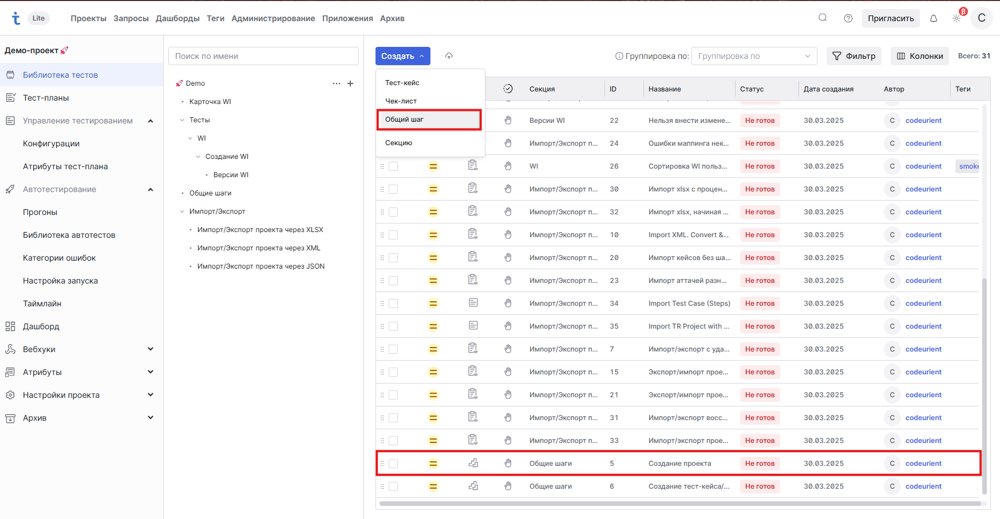 Lite
Проекты Запросы Дашборды Теги Администрирование Приложения Архив
Пригласить
β
C
Демо-проект
Библиотека тестов
Тест-планы
Управление тестированием
Конфигурации
Атрибуты тест-плана
Автотестирование
Прогоны
Библиотека автотестов
Категории ошибок
Настройка запуска
Таймлайн
Дашборд
Вебхуки
Атрибуты
Настройки проекта
Архив
Поиск по имени
Demo
Карточка WI
Тесты
WI
Создание WI
Версии WI
Общие шаги
Импорт/Экспорт
Импорт/Экспорт проекта через XLSX
Импорт/Экспорт проекта через XML
Импорт/Экспорт проекта через JSON
Создать
Группировка по: Группировка по
Фильтр
Колонки
Всего: 31
Тест-кейс
Чек-лист
Общий шаг
Секцию
Секция ID Название Статус Дата создания Автор Теги
Версии WI 22 Нельзя внести измене... Не готов 30.03.2025 C codeurient
Импорт/Экспорт п... 24 Ошибки маппинга нек... Не готов 30.03.2025 C codeurient
WI 26 Сортировка WI польз... Не готов 30.03.2025 C codeurient smoke
Импорт/Экспорт п... 30 Импорт xlsx с процен... Не готов 30.03.2025 C codeurient
Импорт/Экспорт п... 32 Импорт xlsx, начиная ... Не готов 30.03.2025 C codeurient
Импорт/Экспорт п... 10 Import XML. Convert &... Не готов 30.03.2025 C codeurient
Импорт/Экспорт п... 20 Импорт кейсов без ша... Не готов 30.03.2025 C codeurient
Импорт/Экспорт п... 23 Импорт аттачей разн... Не готов 30.03.2025 C codeurient
Импорт/Экспорт п... 34 Import Test Case (Steps) Не готов 30.03.2025 C codeurient
Импорт/Экспорт п... 35 Import TR Project with ... Не готов 30.03.2025 C codeurient
Импорт/Экспорт п... 7 Импорт/экспорт с уда... Не готов 30.03.2025 C codeurient
Импорт/Экспорт п... 15 Экспорт/импорт прое... Не готов 30.03.2025 C codeurient
Импорт/Экспорт п... 21 Экспорт/импорт прое... Не готов 30.03.2025 C codeurient
Импорт/Экспорт п... 31 Импорт/экспорт восс... Не готов 30.03.2025 C codeurient
Импорт/Экспорт п... 33 Импорт/экспорт прое... Не готов 30.03.2025 C codeurient
Общие шаги 5 Создание проекта Не готов 30.03.2025 C codeurient
Общие шаги 6 Создание тест-кейса/... Не готов 30.03.2025 C codeurient